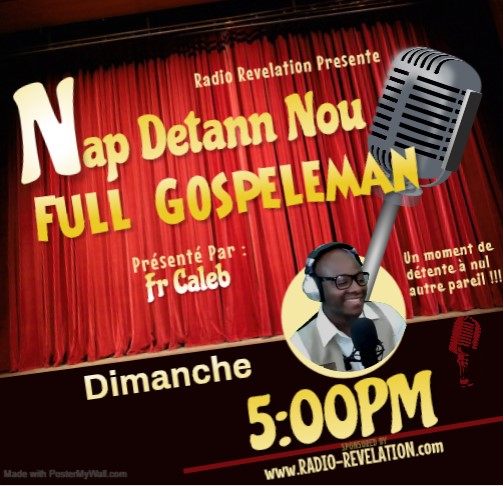 Radio Revelation Presente
Nap Detann Nou
FULL GOSPELEMAN
Présenté Par :
Fr Caleb
Un moment de
détente à nul
autre pareil !!!
Dimanche
5:00PM
SPONSORED BY
www.RADIO-REVELATION.com
Made with PosterMyWall.com